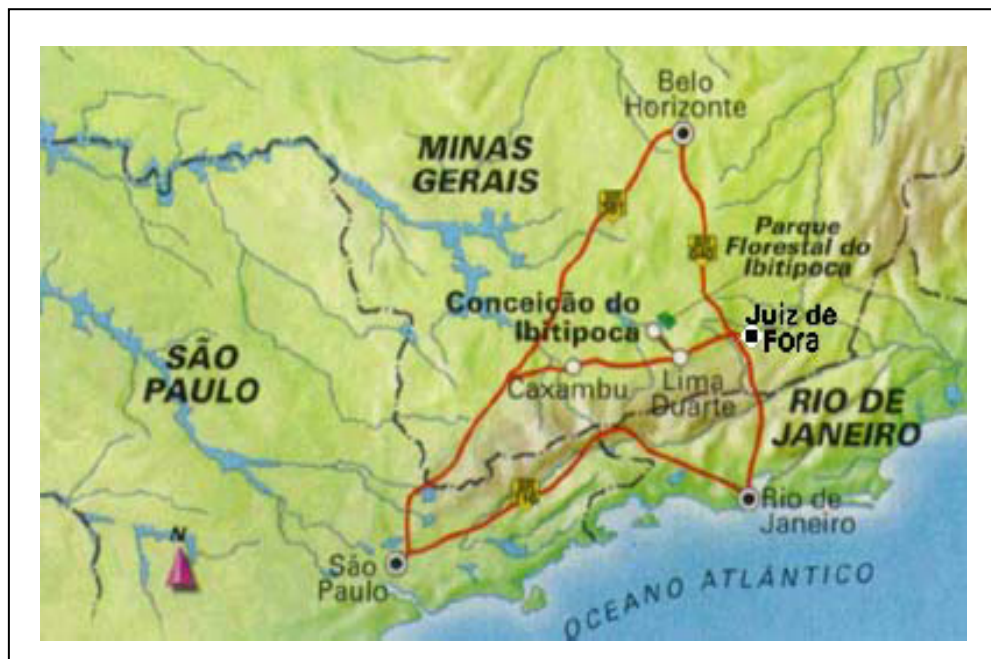 Belo
Horizonte
MINAS
GERAIS
Parque
Florestal do
Ibitipoca
Conceição do
Ibitipoca
Juiz de
Fora
SÃO
PAULO
Caxambu
Lima
Duarte
RIO DE
JANEIRO
Rio de
Janeiro
N
São
Paulo
OCEANO ATLÂNTICO